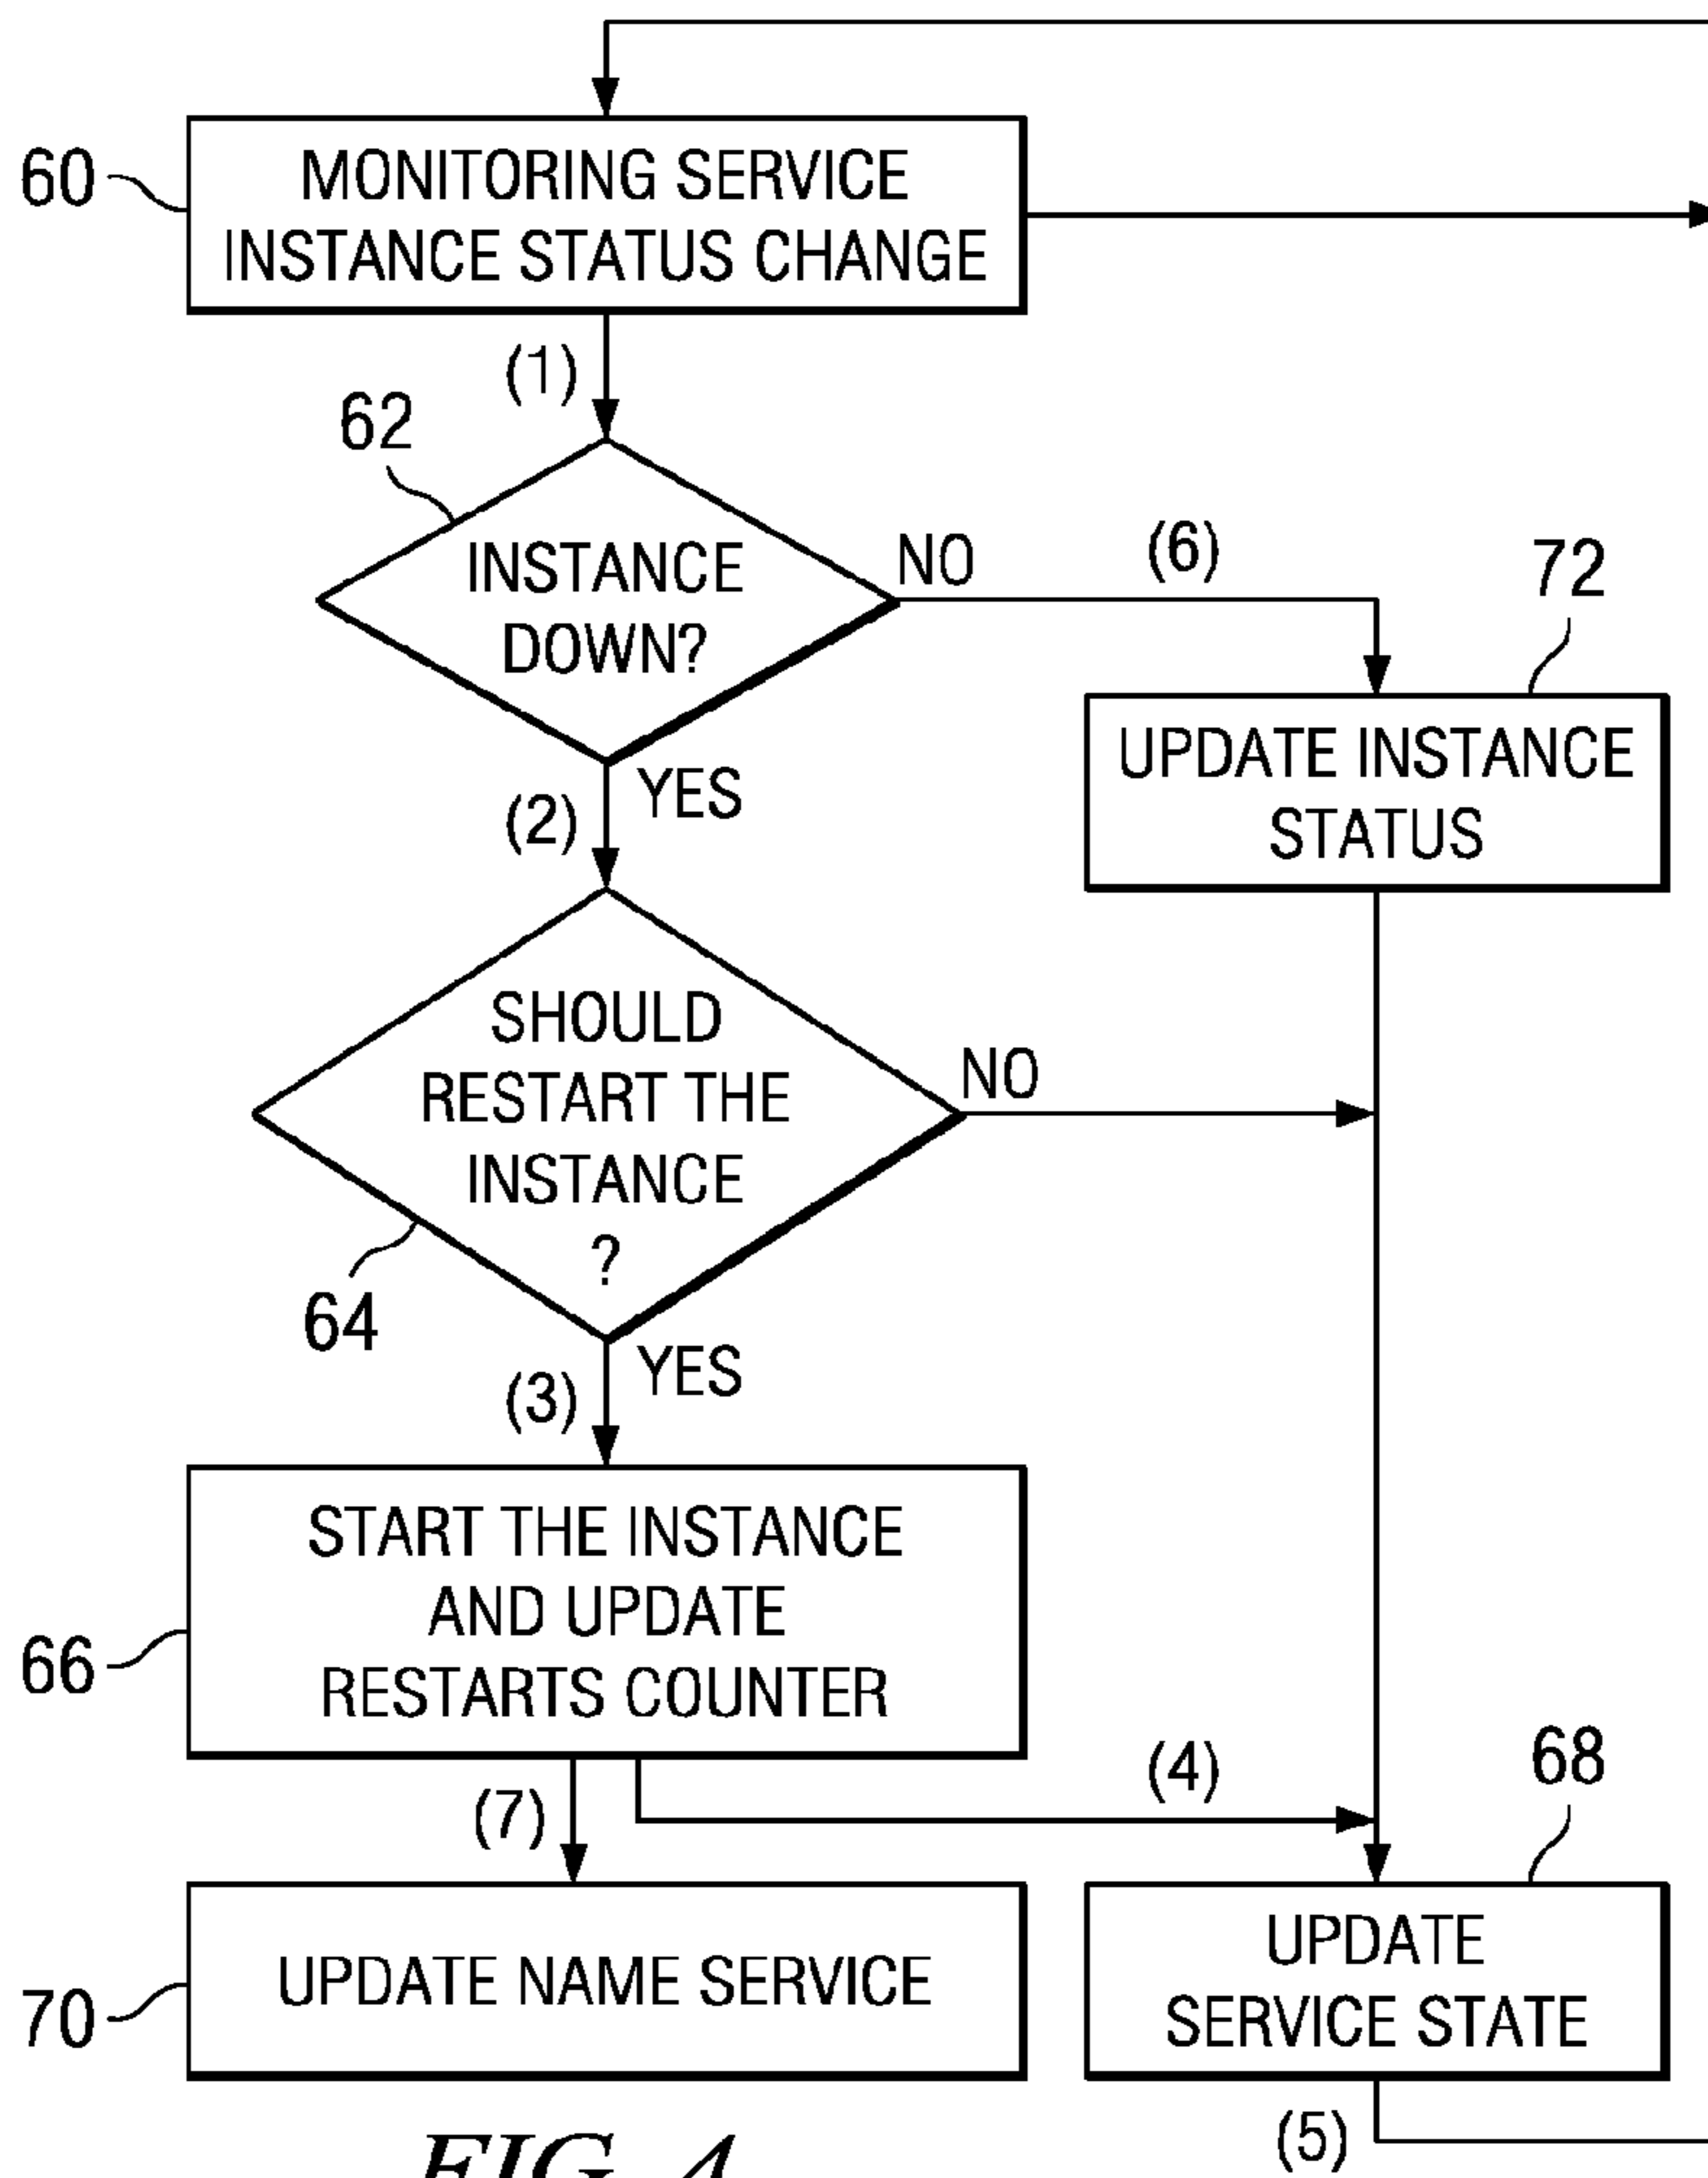 60
MONITORING SERVICE
INSTANCE STATUS CHANGE
(1)
62
INSTANCE
DOWN?
NO
(6)
72
UPDATE INSTANCE
STATUS
YES
(2)
SHOULD
RESTART THE
INSTANCE
?
NO
64
YES
(3)
66
START THE INSTANCE
AND UPDATE
RESTARTS COUNTER
(7)
(4)
68
70
UPDATE NAME SERVICE
UPDATE
SERVICE STATE
(5)
FIG. 4